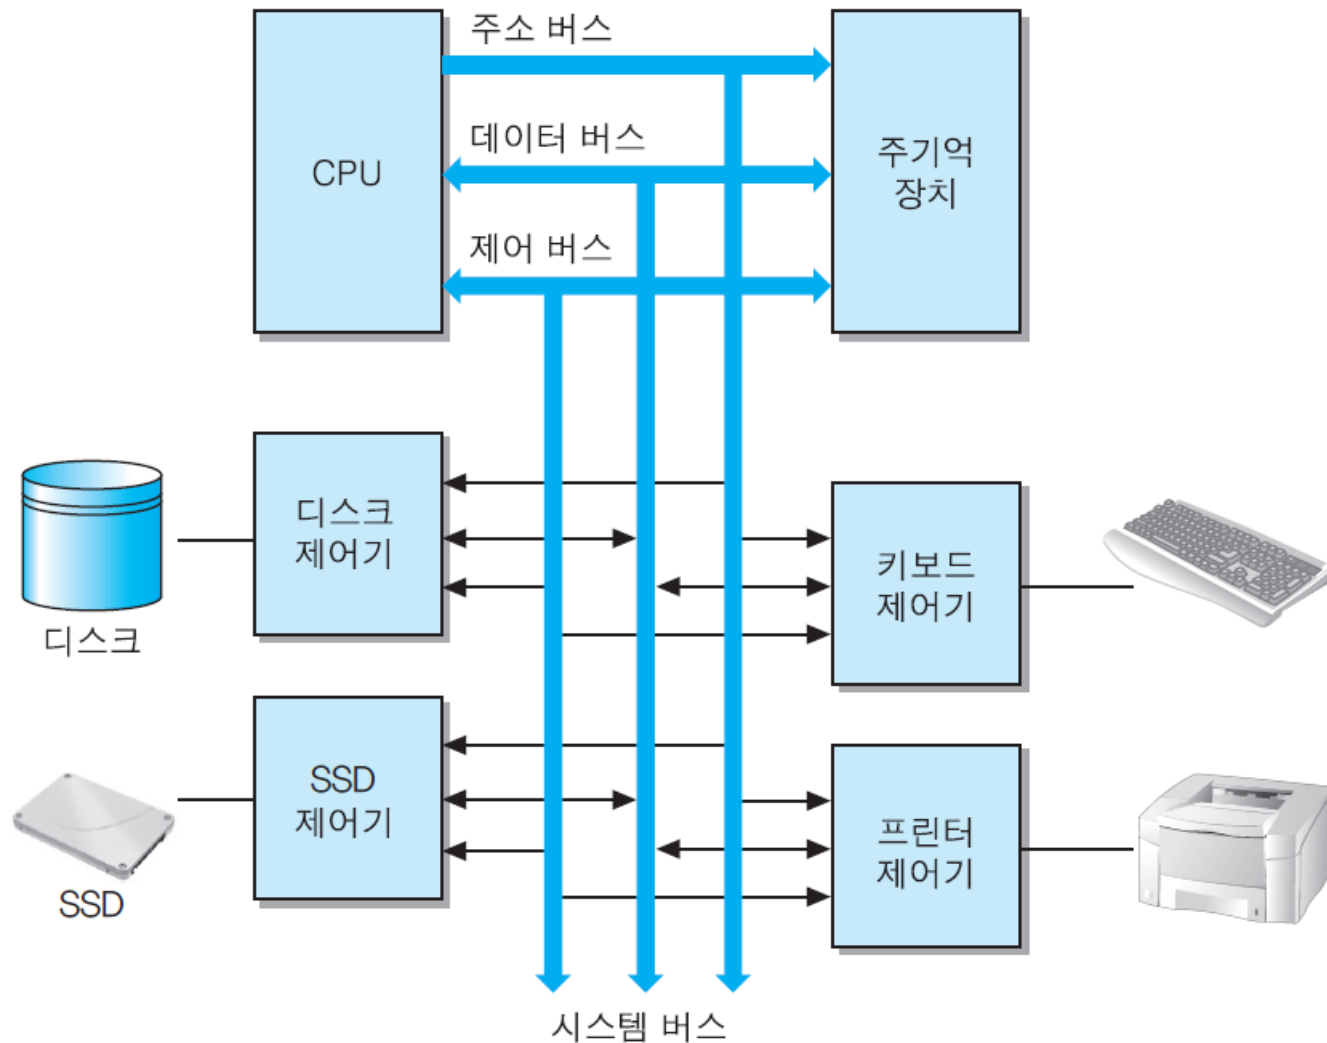 주소 버스
데이터 버스
제어 버스
CPU
주기억
장치
디스크
제어기
디스크
키보드
제어기
SSD
제어기
SSD
프린터
제어기
시스템 버스